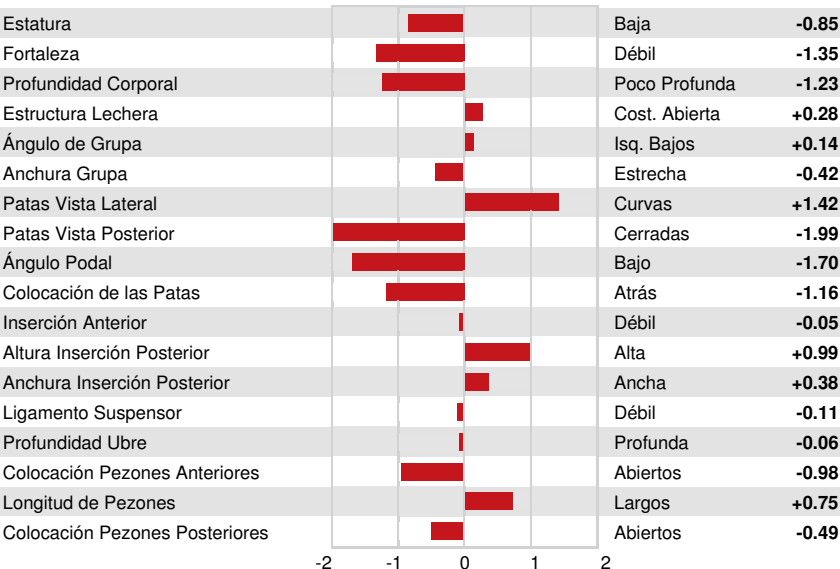 Estatura Baja -0.85
Fortaleza Débil -1.35
Profundidad Corporal Poco Profunda -1.23
Estructura Lechera Cost. Abierta +0.28
Ángulo de Grupa Isq. Bajos +0.14
Anchura Grupa Estrecha -0.42
Patas Vista Lateral Curvas +1.42
Patas Vista Posterior Cerradas -1.99
Ángulo Podal Bajo -1.70
Colocación de las Patas Atrás -1.16
Inserción Anterior Débil -0.05
Altura Inserción Posterior Alta +0.99
Anchura Inserción Posterior Ancha +0.38
Ligamento Suspensor Débil -0.11
Profundidad Ubre Profunda -0.06
Colocación Pezones Anteriores Abiertos -0.98
Longitud de Pezones Largos +0.75
Colocación Pezones Posteriores Abiertos -0.49
-2 -1 0 1 2